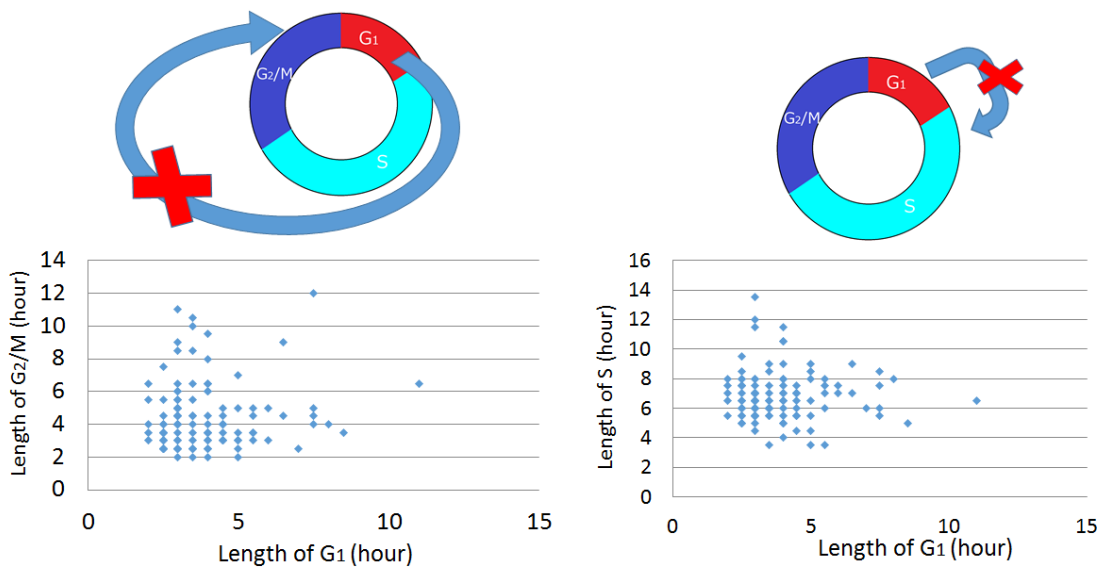 G1
G2/M
S
G1
G2/M
S
14
12
10
8
6
4
2
0
Length of G2/M (hour)
0 5 10 15
Length of G1 (hour)
16
14
12
10
8
6
4
2
0
Length of S (hour)
0 5 10 15
Length of G1 (hour)